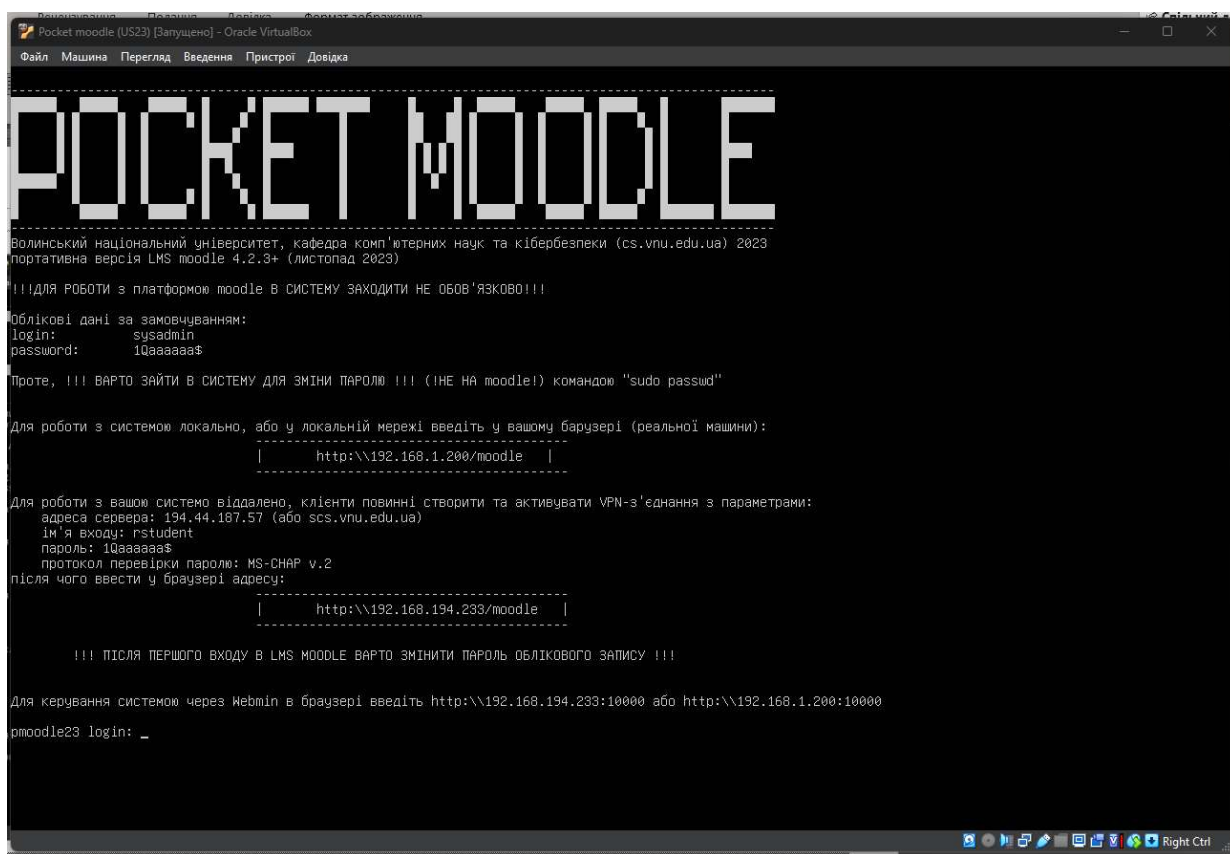 Рецензування Подання Довідка Формат зображення
Pocket moodle (US23) [Запущено] - Oracle VirtualBox
Файл Машина Перегляд Введення Пристрої Довідка
POCKET MOODLE
Волинський національний університет, кафедра комп'ютерних наук та кібербезпеки (cs.vnu.edu.ua) 2023
портативна версія LMS moodle 4.2.3+ (листопад 2023)
!!!ДЛЯ РОБОТИ з платформою moodle В СИСТЕМУ ЗАХОДИТИ НЕ ОБОВ'ЯЗКОВО!!!
Облікові дані за замовчуванням:
login: sysadmin
password: 1Qaaaaaa$
Проте, !!! ВАРТО ЗАЙТИ В СИСТЕМУ ДЛЯ ЗМІНИ ПАРОЛЮ !!! (!НЕ НА moodle!) командою "sudo passwd"
Для роботи з системою локально, або у локальній мережі введіть у вашому барузері (реальної машини):
| http:\\192.168.1.200/moodle |
Для роботи з вашою системо віддалено, клієнти повинні створити та активувати VPN-з'єднання з параметрами:
адреса сервера: 194.44.187.57 (або scs.vnu.edu.ua)
ім'я входу: rstudent
пароль: 1Qaaaaaa$
протокол перевірки паролю: MS-CHAP v.2
після чого ввести у браузері адресу:
| http:\\192.168.194.233/moodle |
!!! ПІСЛЯ ПЕРШОГО ВХОДУ В LMS MOODLE ВАРТО ЗМІНИТИ ПАРОЛЬ ОБЛІКОВОГО ЗАПИСУ !!!
Для керування системою через Webmin в браузері введіть http:\\192.168.194.233:10000 або http:\\192.168.1.200:10000
pmoodle23 login: _
Right Ctrl